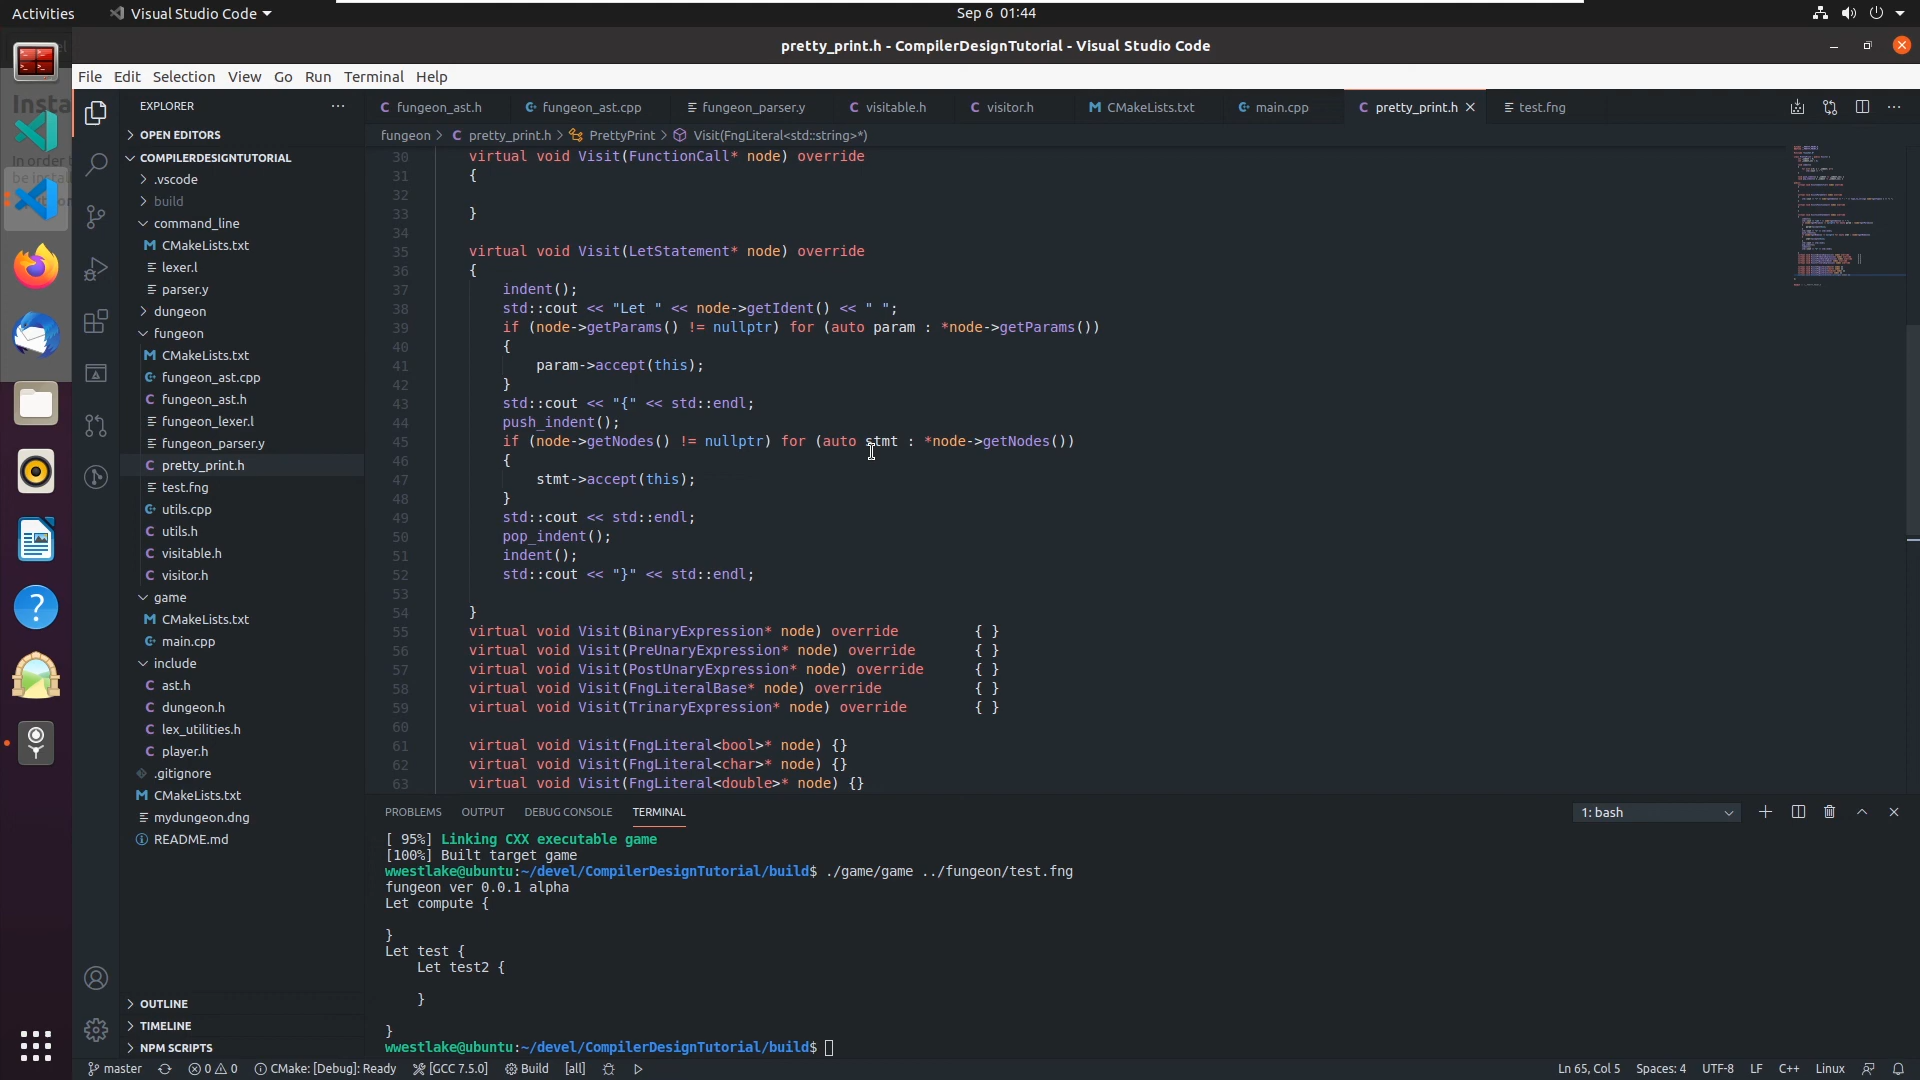 Activities
Visual Studio Code
Sep 6 01:44
pretty_print.h - CompilerDesignTutorial - Visual Studio Code
File Edit Selection View Go Run Terminal Help
EXPLORER
OPEN EDITORS
COMPILERDESIGNTUTORIAL
.vscode
build
command_line
CMakeLists.txt
lexer.l
parser.y
dungeon
fungeon
CMakeLists.txt
fungeon_ast.cpp
fungeon_ast.h
fungeon_lexer.l
fungeon_parser.y
pretty_print.h
test.fng
utils.cpp
utils.h
visitable.h
visitor.h
game
CMakeLists.txt
main.cpp
include
ast.h
dungeon.h
lex_utilities.h
player.h
.gitignore
CMakeLists.txt
mydungeon.dng
README.md
OUTLINE
TIMELINE
NPM SCRIPTS
fungeon_ast.h fungeon_ast.cpp fungeon_parser.y visitable.h visitor.h CMakeLists.txt main.cpp pretty_print.h test.fng
fungeon > pretty_print.h > PrettyPrint > Visit(FngLiteral<std::string>*)
30 virtual void Visit(FunctionCall* node) override
31 {
32
33 }
34
35 virtual void Visit(LetStatement* node) override
36 {
37 indent();
38 std::cout << "Let " << node->getIdent() << " ";
39 if (node->getParams() != nullptr) for (auto param : *node->getParams())
40 {
41 param->accept(this);
42 }
43 std::cout << "{" << std::endl;
44 push_indent();
45 if (node->getNodes() != nullptr) for (auto stmt : *node->getNodes())
46 {
47 stmt->accept(this);
48 }
49 std::cout << std::endl;
50 pop_indent();
51 indent();
52 std::cout << "}" << std::endl;
53
54 }
55 virtual void Visit(BinaryExpression* node) override { }
56 virtual void Visit(PreUnaryExpression* node) override { }
57 virtual void Visit(PostUnaryExpression* node) override { }
58 virtual void Visit(FngLiteralBase* node) override { }
59 virtual void Visit(TrinaryExpression* node) override { }
60
61 virtual void Visit(FngLiteral<bool>* node) {}
62 virtual void Visit(FngLiteral<char>* node) {}
63 virtual void Visit(FngLiteral<double>* node) {}
PROBLEMS OUTPUT DEBUG CONSOLE TERMINAL
1: bash
[ 95%] Linking CXX executable game
[100%] Built target game
wwestlake@ubuntu:~/devel/CompilerDesignTutorial/build$ ./game/game ../fungeon/test.fng
fungeon ver 0.0.1 alpha
Let compute {
}
Let test {
Let test2 {
}
}
wwestlake@ubuntu:~/devel/CompilerDesignTutorial/build$
master 0 0 CMake: [Debug]: Ready [GCC 7.5.0] Build [all]
Ln 65, Col 5 Spaces: 4 UTF-8 LF C++ Linux